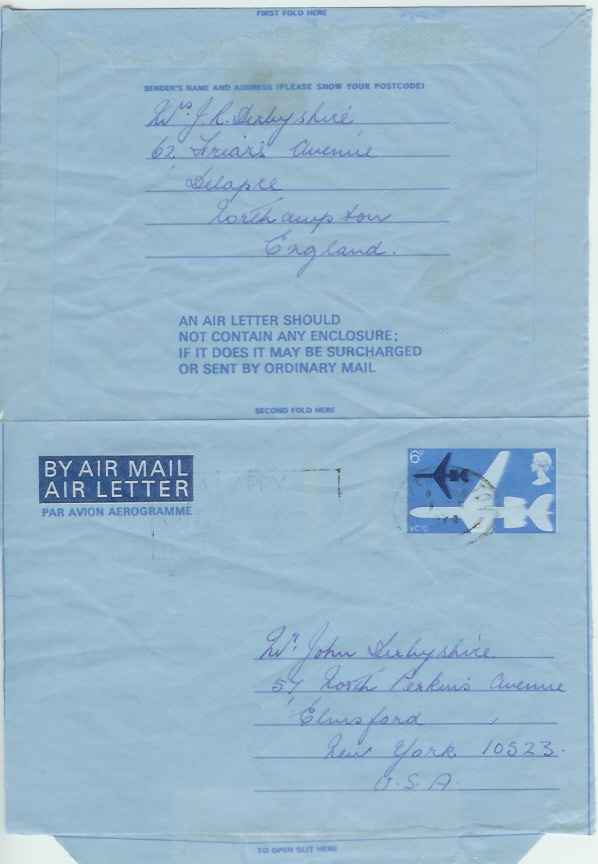 FIRST FOLD HERE
SENDER'S NAME AND ADDRESS (PLEASE SHOW YOUR POSTCODE)
Mrs. J. R. Derbyshire
62, Friar's Avenue
Delapre
Northampton
England.
AN AIR LETTER SHOULD
NOT CONTAIN ANY ENCLOSURE;
IF IT DOES IT MAY BE SURCHARGED
OR SENT BY ORDINARY MAIL
SECOND FOLD HERE
BY AIR MAIL
AIR LETTER
PAR AVION AEROGRAMME
HAPPY
6P
VC10
Mr. John Derbyshire
57 North Perkins Avenue
Elmsford,
New York 10523.
U.S.A.
TO OPEN SLIT HERE